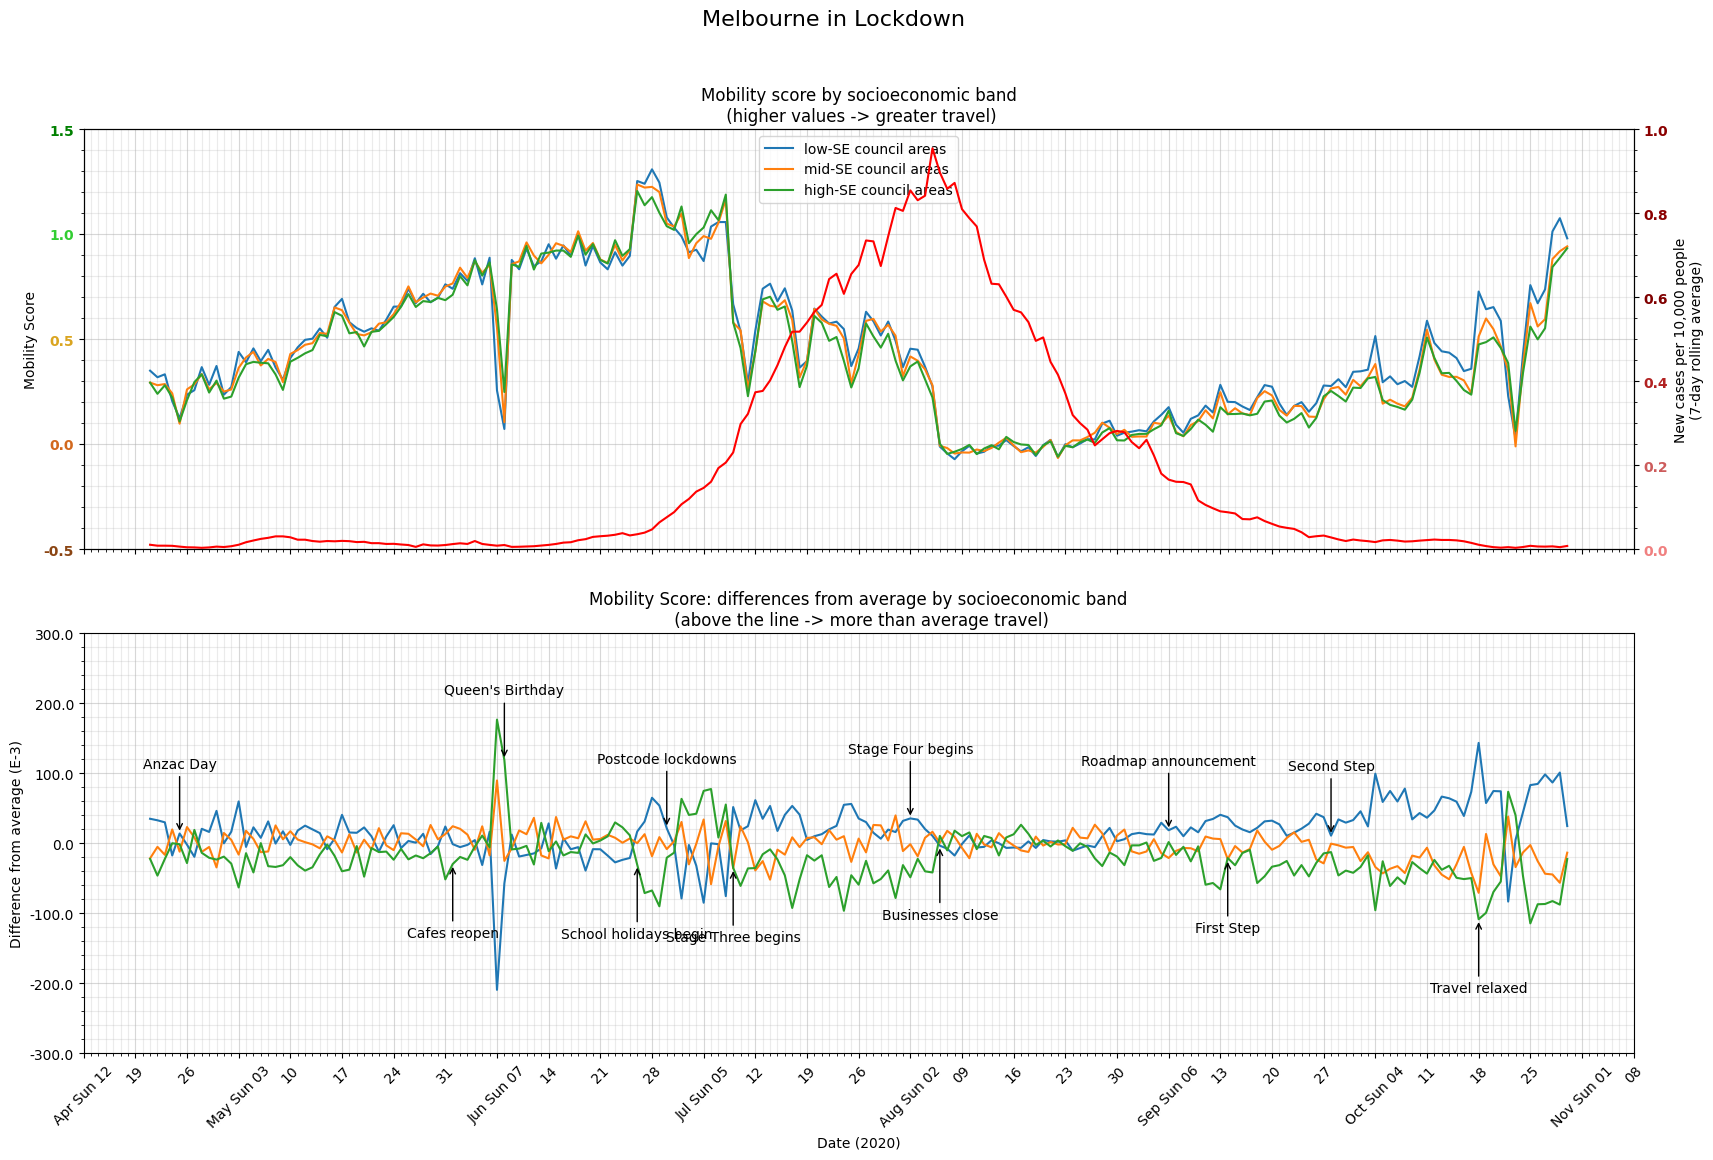 Melbourne in Lockdown
Mobility score by socioeconomic band
(higher values -> greater travel)
1.5
1.0
0.5
0.0
-0.5
Mobility Score
low-SE council areas
mid-SE council areas
high-SE council areas
1.0
0.8
0.6
0.4
0.2
0.0
New cases per 10,000 people
(7-day rolling average)
Mobility Score: differences from average by socioeconomic band
(above the line -> more than average travel)
300.0
200.0
100.0
0.0
-100.0
-200.0
-300.0
Difference from average (E-3)
Anzac Day
Cafes reopen
Queen's Birthday
School holidays begin
Postcode lockdowns
Stage Three begins
Stage Four begins
Businesses close
Roadmap announcement
First Step
Second Step
Travel relaxed
Apr Sun 12
19
26
May Sun 03
10
17
24
31
Jun Sun 07
14
21
28
Jul Sun 05
12
19
26
Aug Sun 02
09
16
23
30
Sep Sun 06
13
20
27
Oct Sun 04
11
18
25
Nov Sun 01
08
Date (2020)